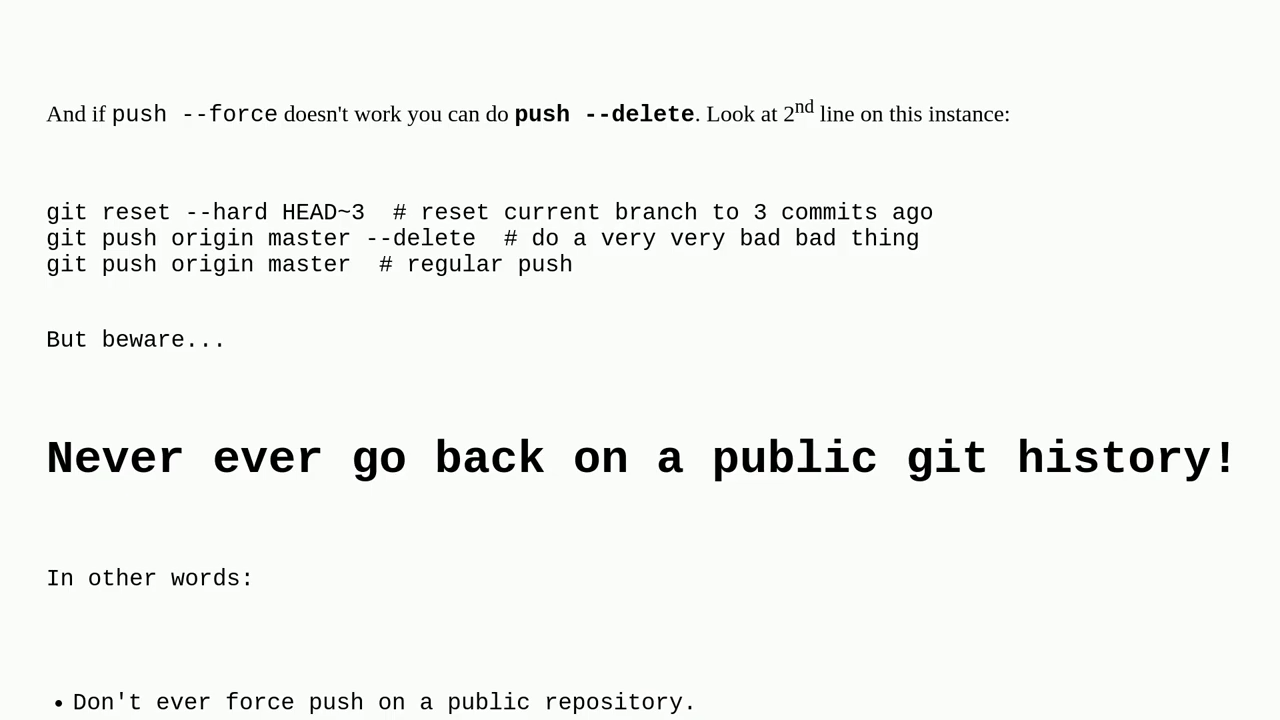 And if push --force doesn't work you can do push --delete. Look at 2nd line on this instance:
git reset --hard HEAD~3  # reset current branch to 3 commits ago
git push origin master --delete  # do a very very bad bad thing
git push origin master  # regular push
But beware...
Never ever go back on a public git history!
In other words:
• Don't ever force push on a public repository.